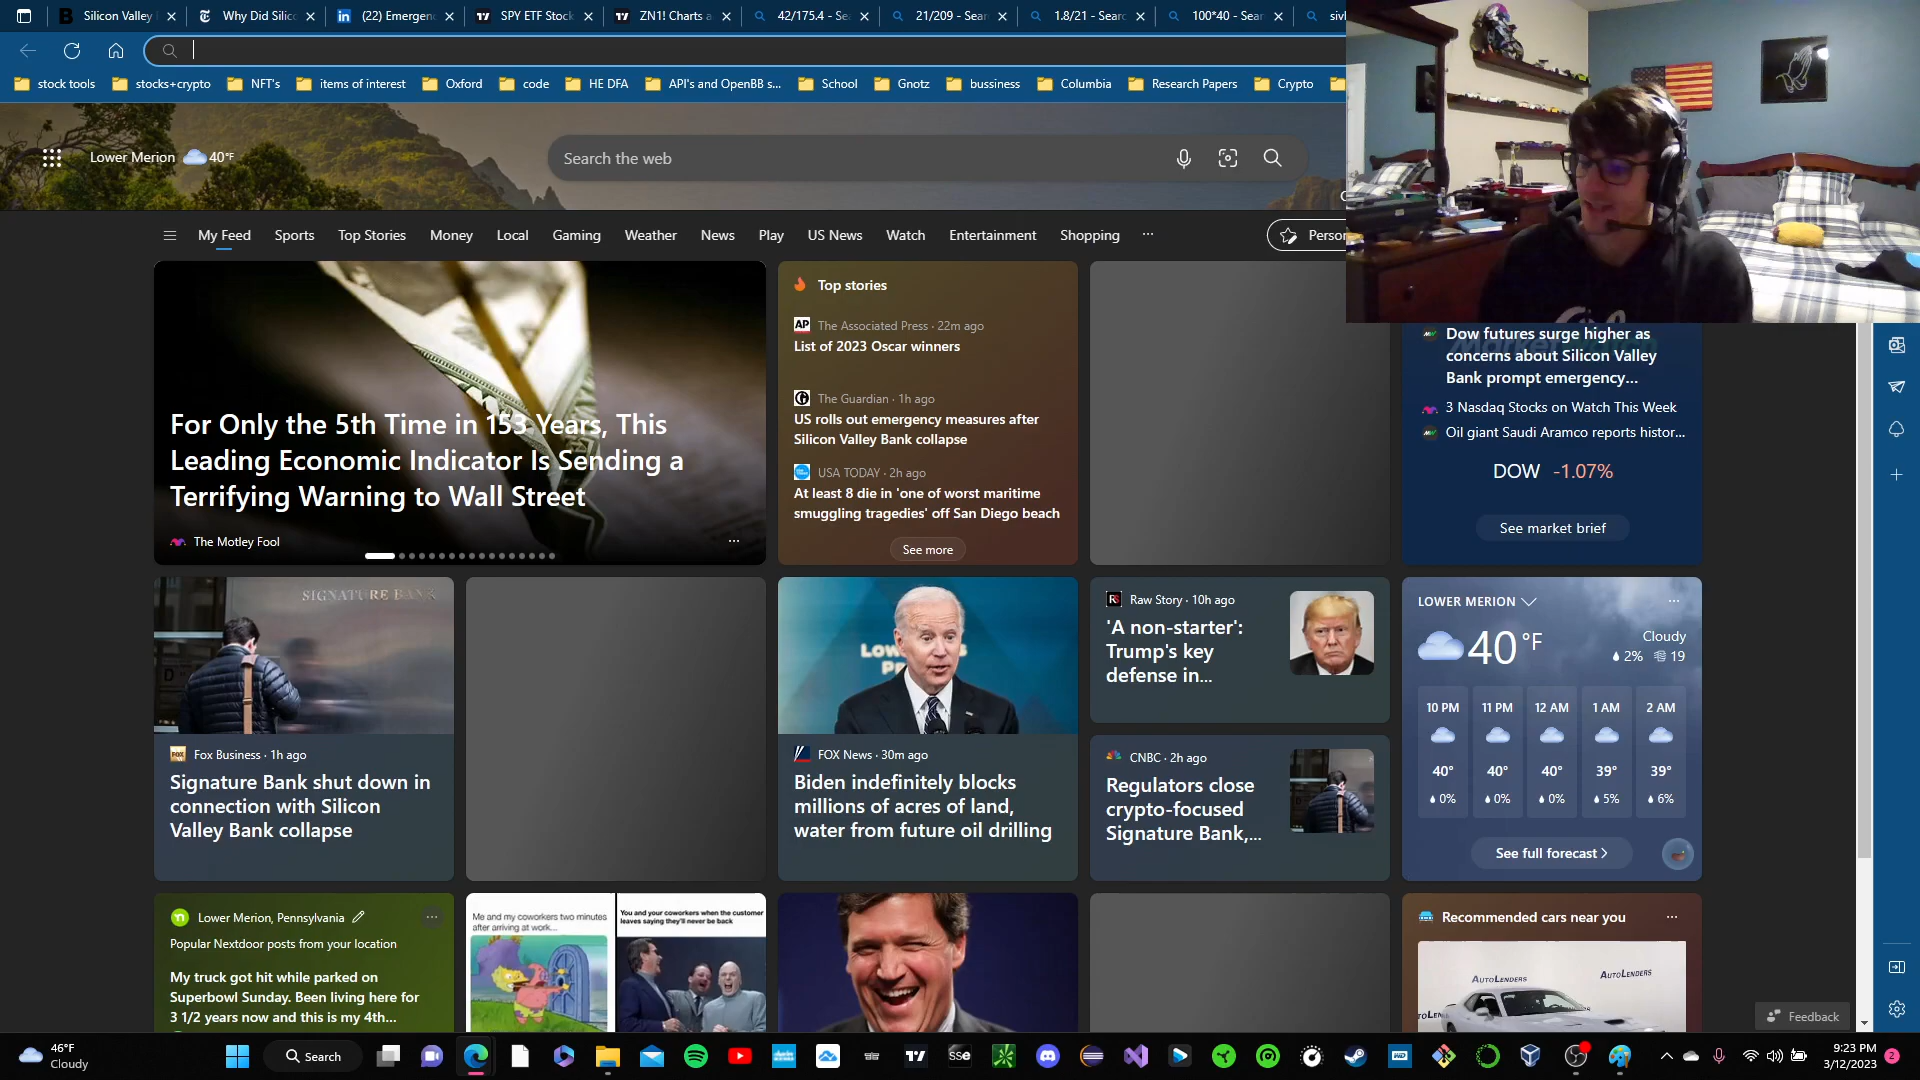 Silicon Valley
Why Did Silic
(22) Emergen
SPY ETF Stock
ZN1! Charts a
42/175.4 - Sea
21/209 - Sear
1.8/21 - Searc
100*40 - Sear
sivl
stock tools
stocks+crypto
NFT's
items of interest
Oxford
code
HE DFA
API's and OpenBB s...
School
Gnotz
bussiness
Columbia
Research Papers
Crypto
Lower Merion 40°F
Search the web
My Feed
Sports
Top Stories
Money
Local
Gaming
Weather
News
Play
US News
Watch
Entertainment
Shopping
Person
For Only the 5th Time in 153 Years, This
Leading Economic Indicator Is Sending a
Terrifying Warning to Wall Street
The Motley Fool
Top stories
AP The Associated Press · 22m ago
List of 2023 Oscar winners
The Guardian · 1h ago
US rolls out emergency measures after
Silicon Valley Bank collapse
USA TODAY · 2h ago
At least 8 die in 'one of worst maritime
smuggling tragedies' off San Diego beach
See more
Dow futures surge higher as
concerns about Silicon Valley
Bank prompt emergency...
3 Nasdaq Stocks on Watch This Week
Oil giant Saudi Aramco reports histor...
DOW -1.07%
See market brief
SIGNATURE BANK
Fox Business · 1h ago
Signature Bank shut down in
connection with Silicon
Valley Bank collapse
FOX News · 30m ago
Biden indefinitely blocks
millions of acres of land,
water from future oil drilling
Raw Story · 10h ago
'A non-starter':
Trump's key
defense in...
CNBC · 2h ago
Regulators close
crypto-focused
Signature Bank,...
LOWER MERION
40 °F
Cloudy
2% 19
10 PM 11 PM 12 AM 1 AM 2 AM
40° 40° 40° 39° 39°
0% 0% 0% 5% 6%
See full forecast
Lower Merion, Pennsylvania
Popular Nextdoor posts from your location
My truck got hit while parked on
Superbowl Sunday. Been living here for
3 1/2 years now and this is my 4th...
Me and my coworkers two minutes
after arriving at work...
You and your coworkers when the customer
leaves saying they'll never be back
Recommended cars near you
AUTOLENDERS
AUTOLENDERS
Feedback
46°F
Cloudy
Search
9:23 PM
3/12/2023
2